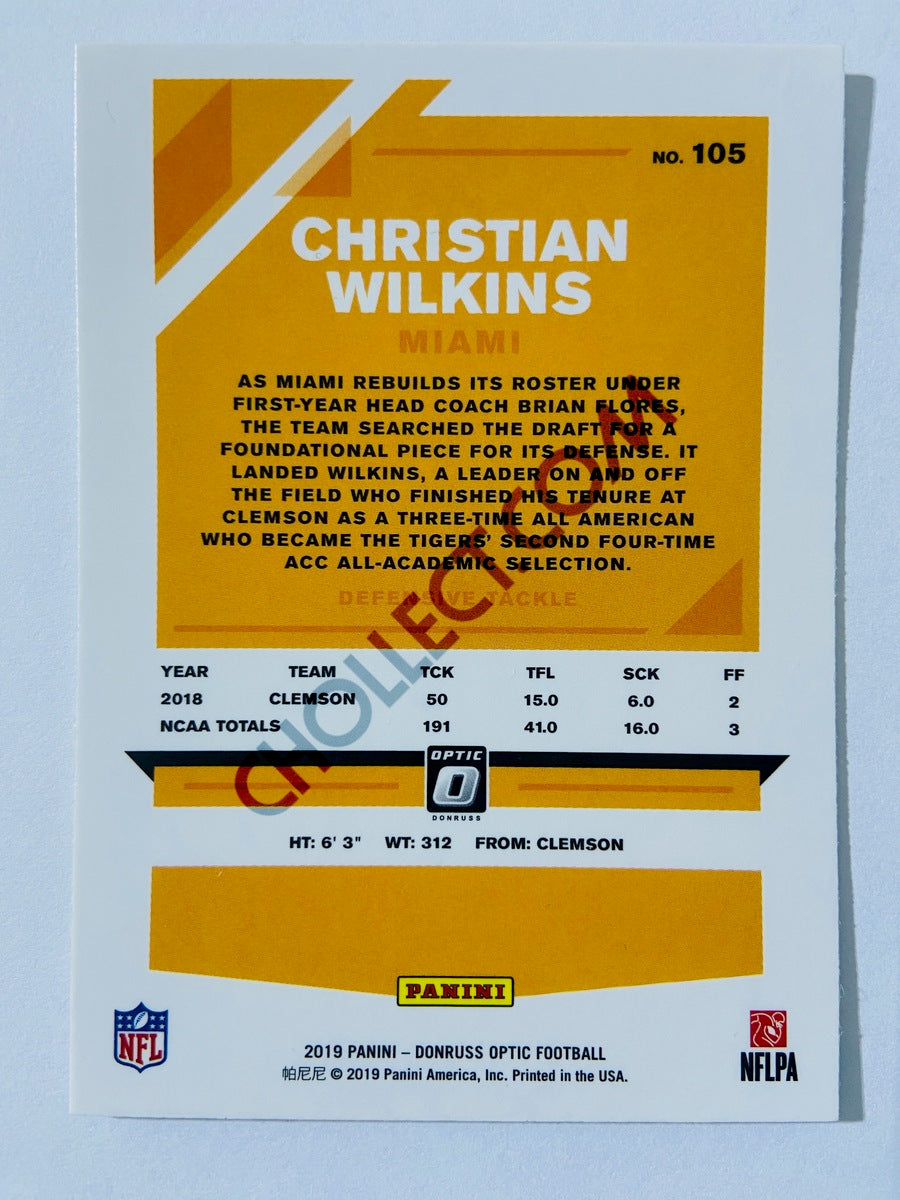 NO. 105
CHRISTIAN
WILKINS
MIAMI
AS MIAMI REBUILDS ITS ROSTER UNDER
FIRST-YEAR HEAD COACH BRIAN FLORES,
THE TEAM SEARCHED THE DRAFT FOR A
FOUNDATIONAL PIECE FOR ITS DEFENSE. IT
LANDED WILKINS, A LEADER ON AND OFF
THE FIELD WHO FINISHED HIS TENURE AT
CLEMSON AS A THREE-TIME ALL AMERICAN
WHO BECAME THE TIGERS' SECOND FOUR-TIME
ACC ALL-ACADEMIC SELECTION.
DEFENSIVE TACKLE
CHOLLECT.COM
YEAR TEAM TCK TFL SCK FF
2018 CLEMSON 50 15.0 6.0 2
NCAA TOTALS 191 41.0 16.0 3
OPTIC
O
DONRUSS
HT: 6' 3" WT: 312 FROM: CLEMSON
PANINI
NFL
2019 PANINI – DONRUSS OPTIC FOOTBALL
帕尼尼 © 2019 Panini America, Inc. Printed in the USA.
NFLPA